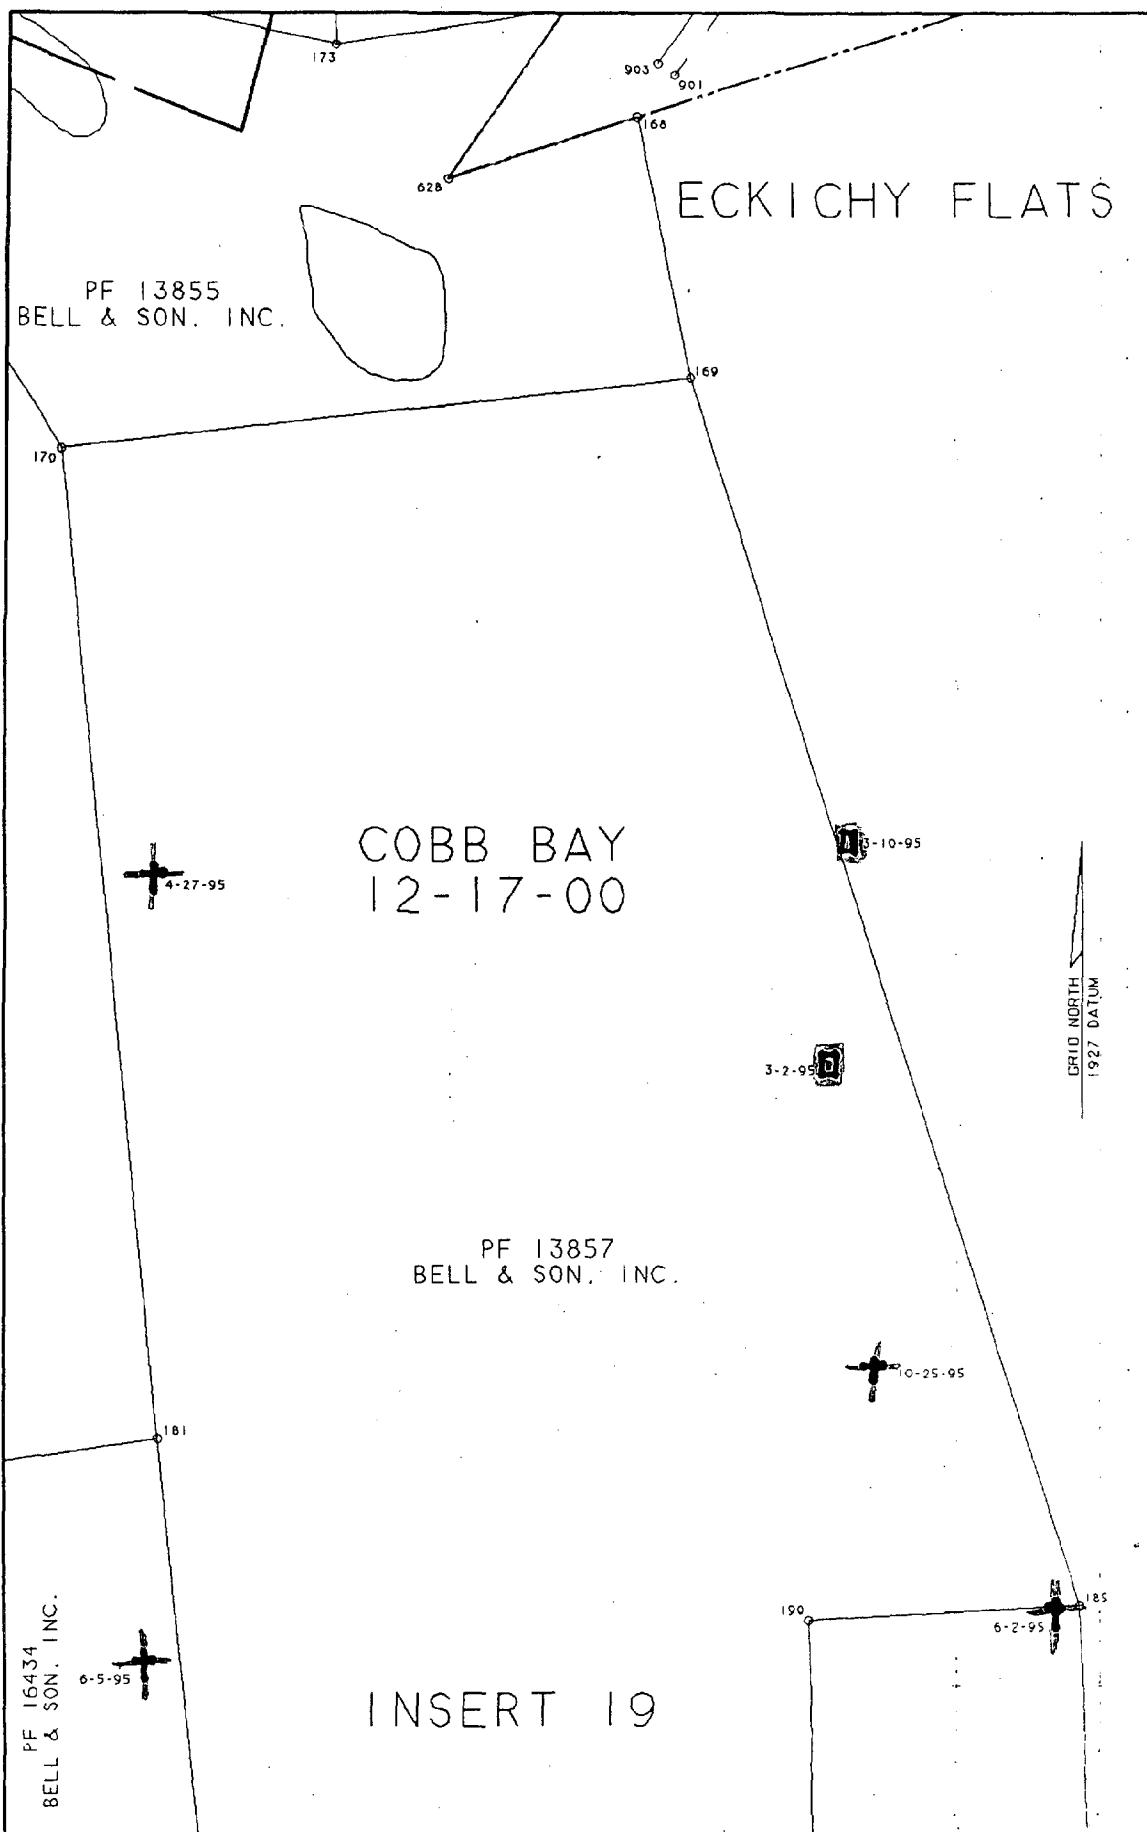 173
903
901
168
628
ECKICHY FLATS
PF 13855
BELL & SON. INC.
169
170
COBB BAY
12-17-00
3-10-95
4-27-95
GRID NORTH
1927 DATUM
3-2-95
PF 13857
BELL & SON. INC.
10-25-95
181
185
190
6-2-95
PF 16434
BELL & SON. INC.
6-5-95
INSERT 19